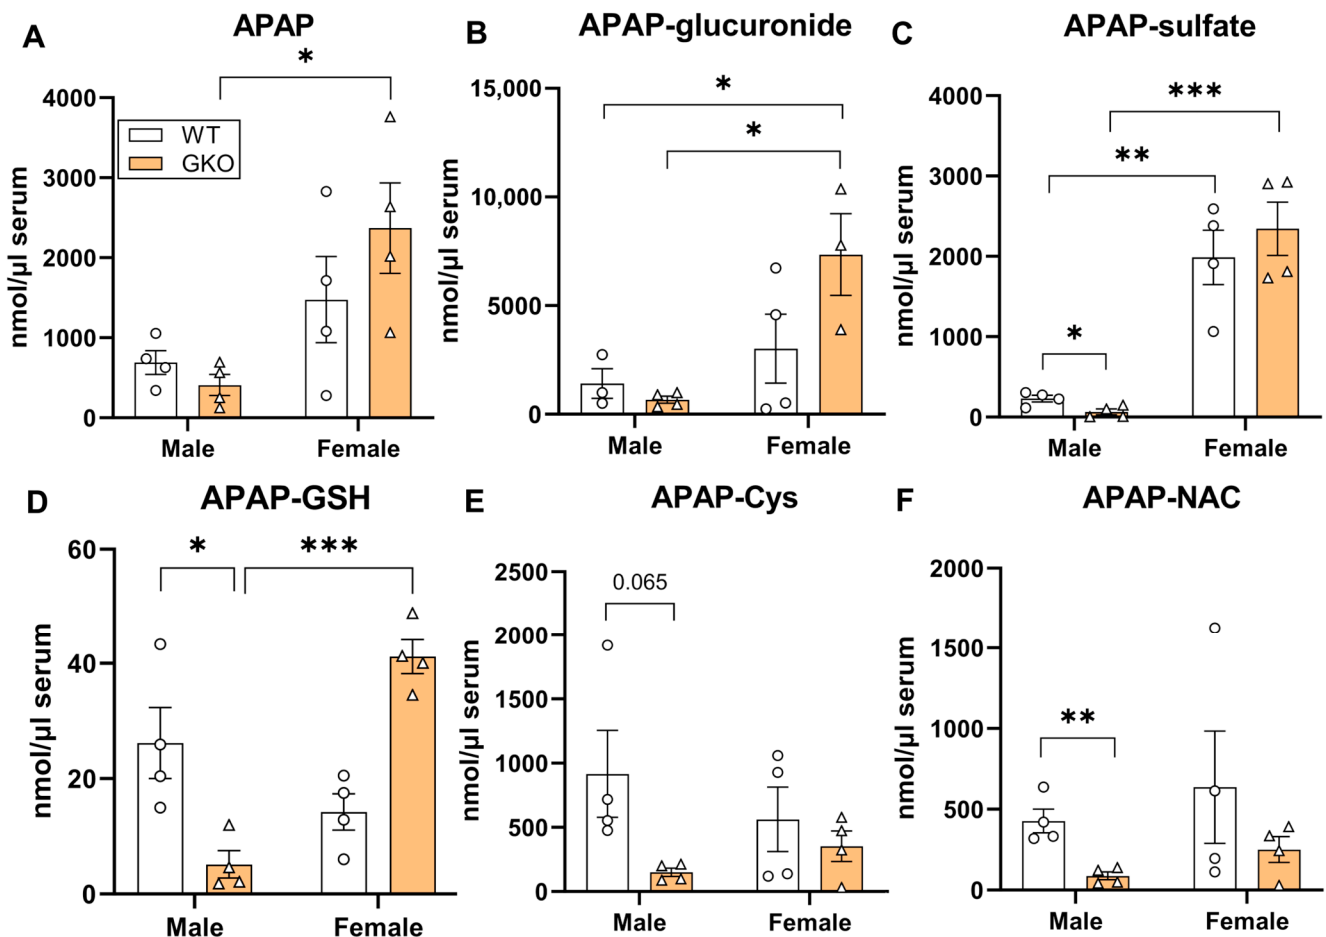 A
APAP
*
4000
3000
2000
1000
0
nmol/µl serum
WT
GKO
Male
Female
B
APAP-glucuronide
*
*
15,000
10,000
5000
0
nmol/µl serum
Male
Female
C
APAP-sulfate
***
**
*
4000
3000
2000
1000
0
nmol/µl serum
Male
Female
D
APAP-GSH
*
***
60
40
20
0
nmol/µl serum
Male
Female
E
APAP-Cys
0.065
2500
2000
1500
1000
500
0
nmol/µl serum
Male
Female
F
APAP-NAC
**
2000
1500
1000
500
0
nmol/µl serum
Male
Female